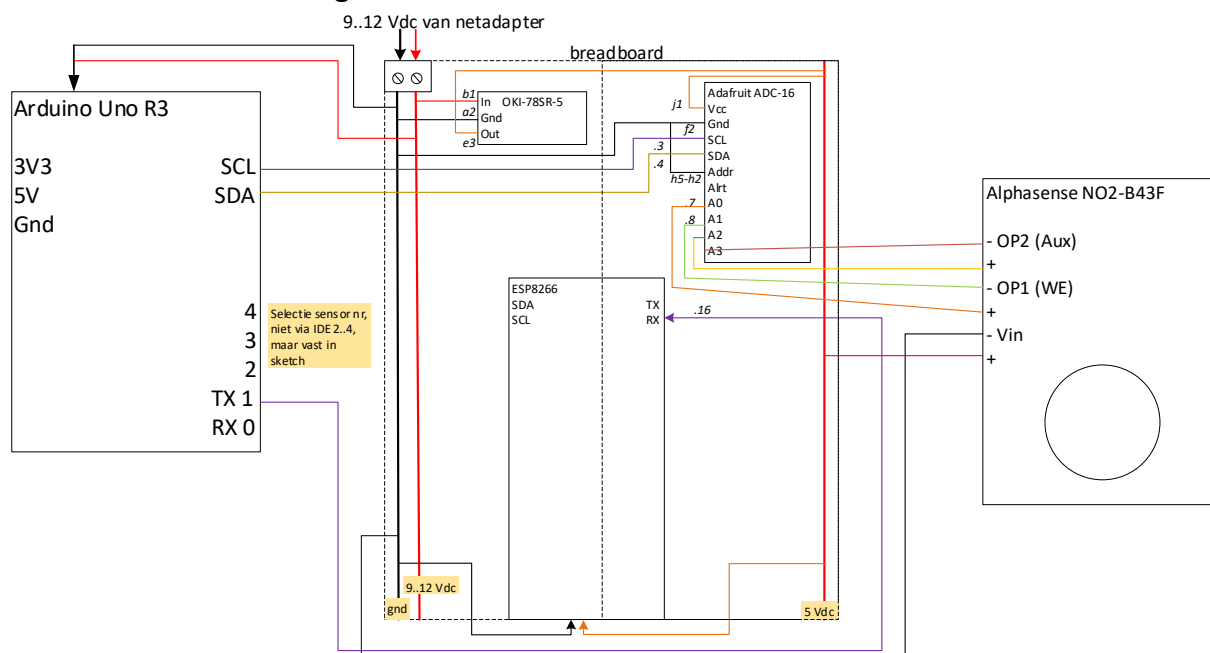 9..12 Vdc van netadapter
breadboard
Arduino Uno R3
3V3
5V
Gnd
SCL
SDA
4
3
2
TX 1
RX 0
Selectie sensor nr,
niet via IDE 2..4,
maar vast in
sketch
b1
a2
e3
In OKI-78SR-5
Gnd
Out
j1
f2
.3
.4
h5-h2
.7
.8
Adafruit ADC-16
Vcc
Gnd
SCL
SDA
Addr
Alrt
A0
A1
A2
A3
ESP8266
SDA
SCL
TX
RX
.16
Alphasense NO2-B43F
- OP2 (Aux)
+
- OP1 (WE)
+
- Vin
+
9..12 Vdc
gnd
5 Vdc